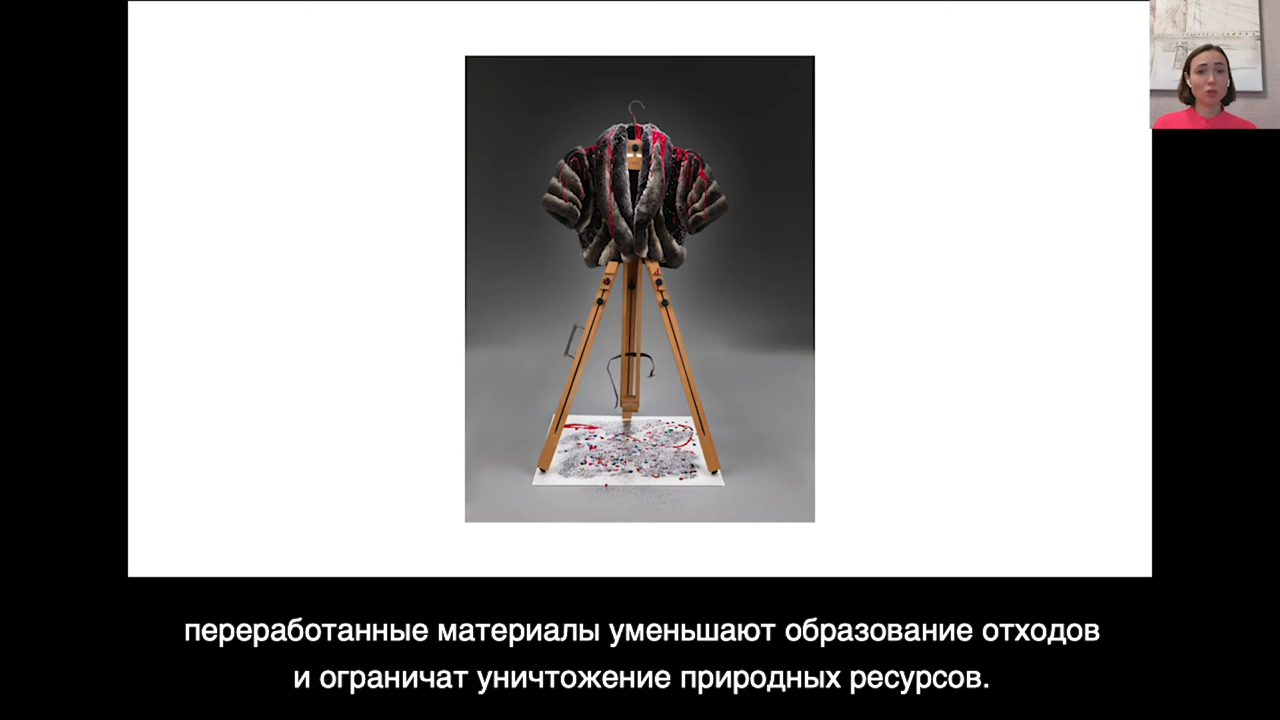 переработанные материалы уменьшают образование отходов
и ограничат уничтожение природных ресурсов.